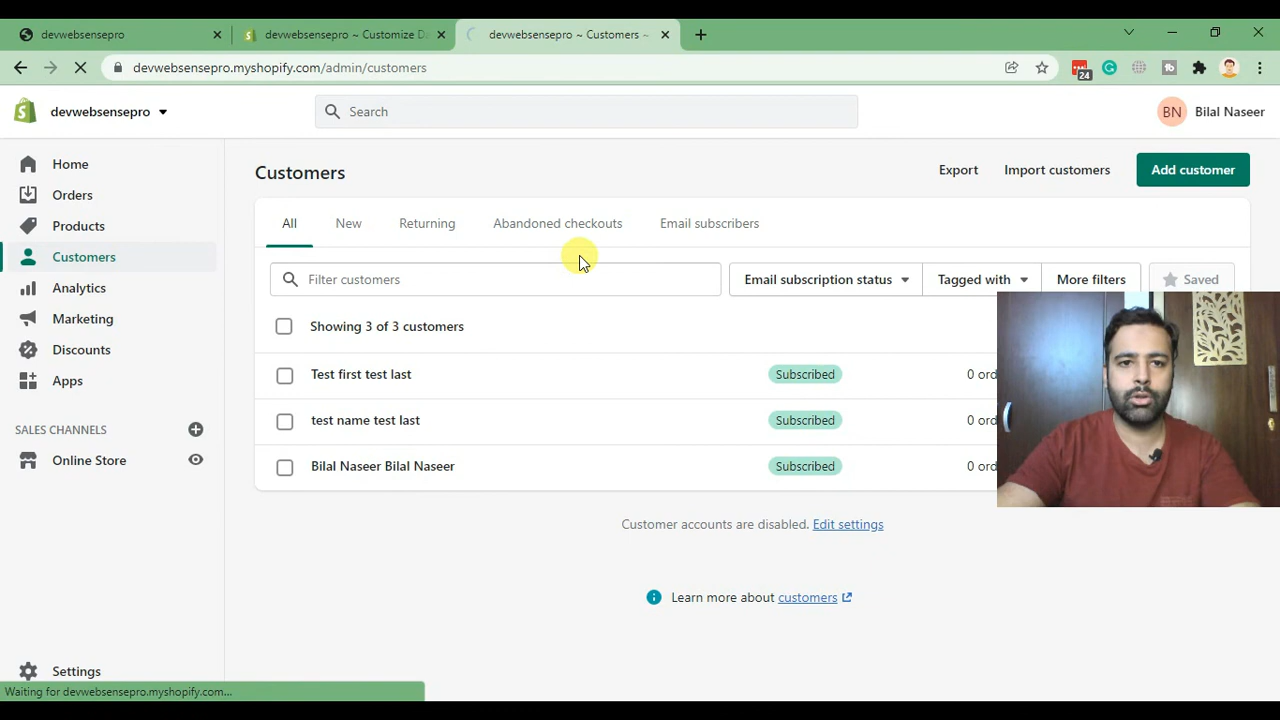 devwebsensepro
devwebsensepro ~ Customize D
devwebsensepro ~ Customers ~
devwebsensepro.myshopify.com/admin/customers
24
devwebsensepro
Search
BN
Bilal Naseer
Home
Orders
Products
Customers
Analytics
Marketing
Discounts
Apps
SALES CHANNELS
Online Store
Settings
Customers
Export
Import customers
Add customer
All
New
Returning
Abandoned checkouts
Email subscribers
Filter customers
Email subscription status
Tagged with
More filters
Saved
Showing 3 of 3 customers
Test first test last
Subscribed
0 ord
test name test last
Subscribed
0 ord
Bilal Naseer Bilal Naseer
Subscribed
0 ord
Customer accounts are disabled. Edit settings
Learn more about customers
Waiting for devwebsensepro.myshopify.com...